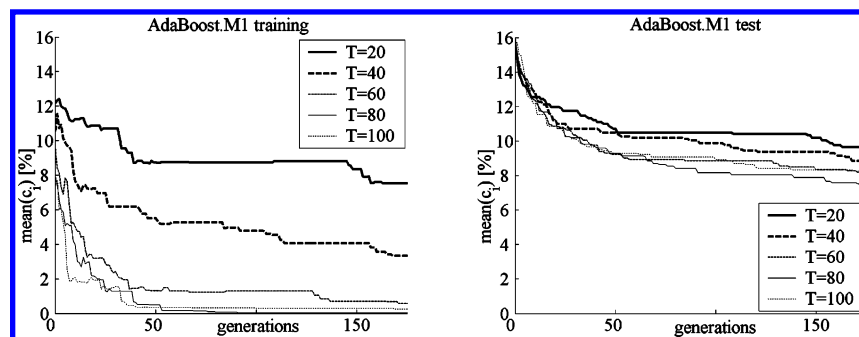 AdaBoost.M1 training
mean(c_i) [%]
16
14
12
10
8
6
4
2
0
0
50
150
generations
T=20
T=40
T=60
T=80
T=100
AdaBoost.M1 test
mean(c_i) [%]
16
14
12
10
8
6
4
2
0
0
50
150
generations
T=20
T=40
T=60
T=80
T=100